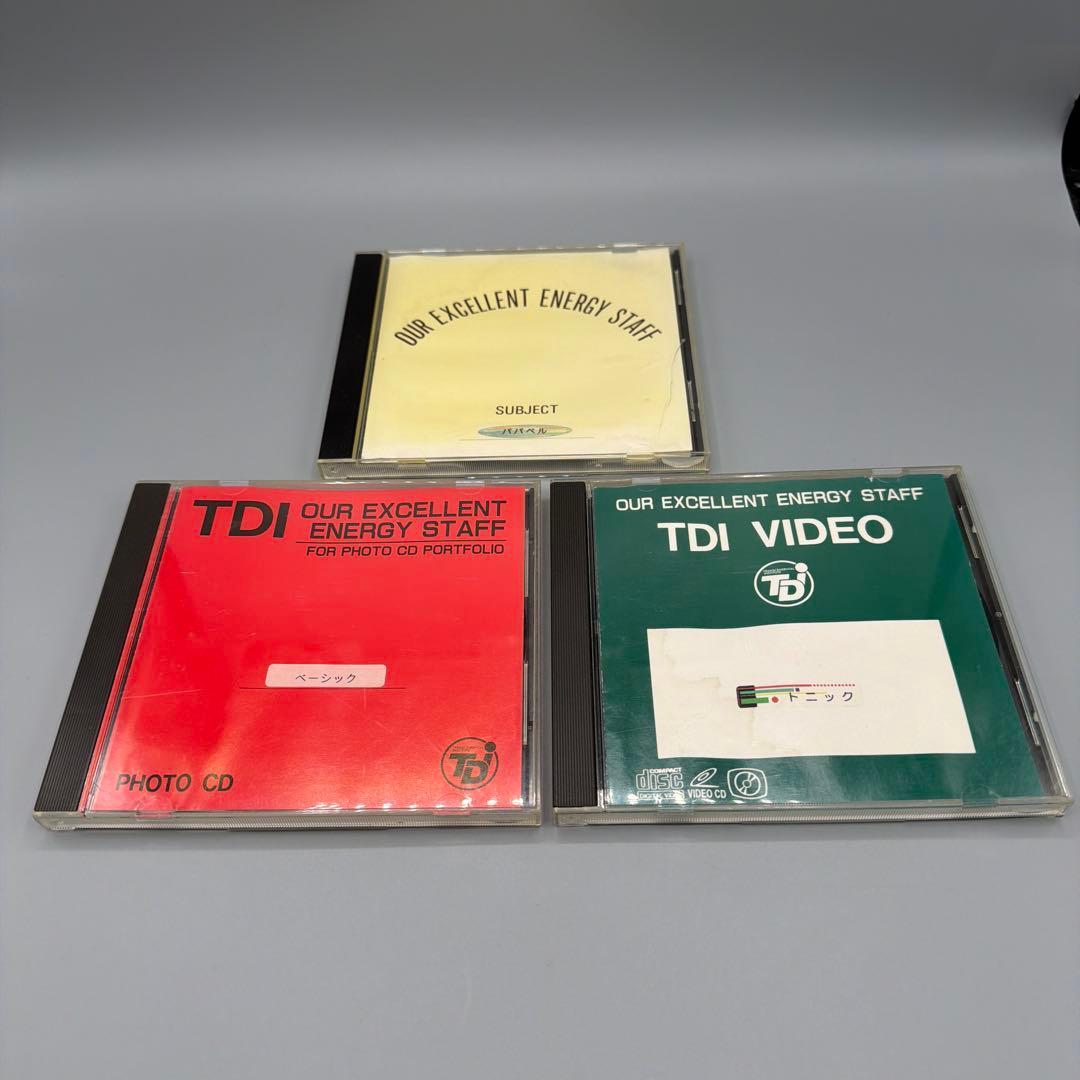 OUR EXCELLENT ENERGY STAFF
SUBJECT
パパベル
TDI OUR EXCELLENT
ENERGY STAFF
FOR PHOTO CD PORTFOLIO
ベーシック
PHOTO CD
TDi
OUR EXCELLENT ENERGY STAFF
TDI VIDEO
TDi
トニック
COMPACT
disc
DIGITAL VIDEO
VIDEO CD